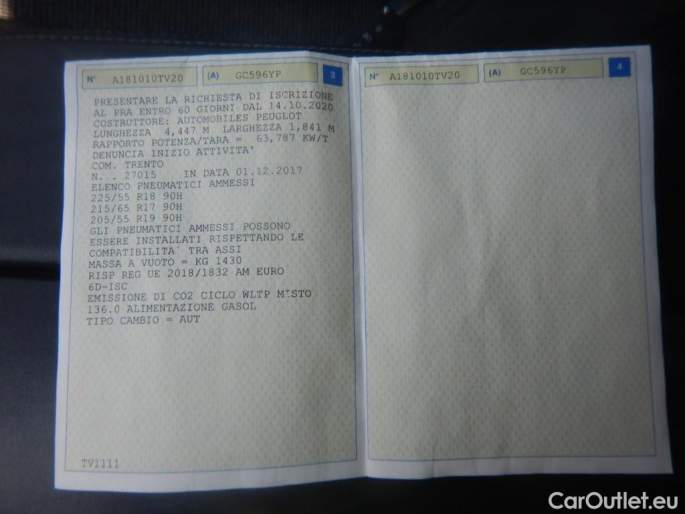 N° A181010TV20 (A) GC596YP 3
PRESENTARE LA RICHIESTA DI ISCRIZIONE
AL PRA ENTRO 60 GIORNI DAL 14.10.2020
COSTRUTTORE: AUTOMOBILES PEUGLOT
LUNGHEZZA 4,447 M LARGHEZZA 1,841 M
RAPPORTO POTENZA/TARA = 63,787 KW/T
DENUNCIA INIZIO ATTIVITA'
COM. TRENTO
N... 27015 IN DATA 01.12.2017
ELENCO PNEUMATICI AMMESSI
225/55 R18 90H
215/65 R17 90H
205/55 R19 90H
GLI PNEUMATICI AMMESSI POSSONO
ESSERE INSTALLATI RISPETTANDO LE
COMPATIBILITA' TRA ASSI
MASSA A VUOTO = KG 1430
RISP REG UE 2018/1832 AM EURO
6D-ISC
EMISSIONE DI CO2 CICLO WLTP MISTO
136.0 ALIMENTAZIONE GASOL
TIPO CAMBIO = AUT
TV1111
N° A181010TV20 (A) GC596YP 4
CarOutlet.eu